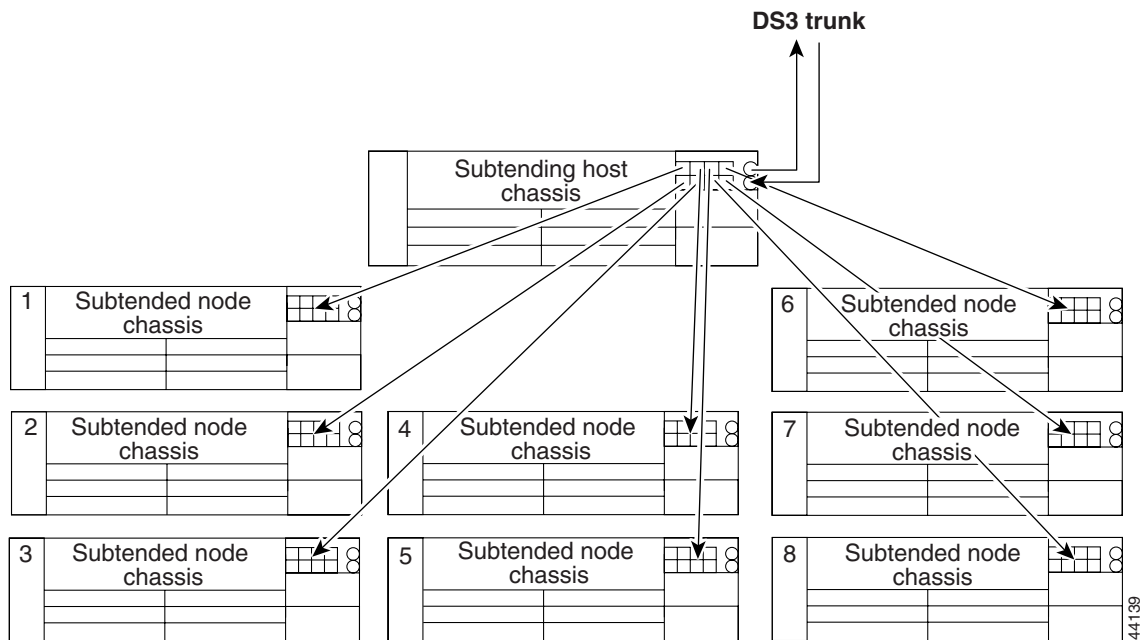 DS3 trunk
Subtending host
chassis
1
Subtended node
chassis
6
Subtended node
chassis
2
Subtended node
chassis
4
Subtended node
chassis
7
Subtended node
chassis
3
Subtended node
chassis
5
Subtended node
chassis
8
Subtended node
chassis
44139